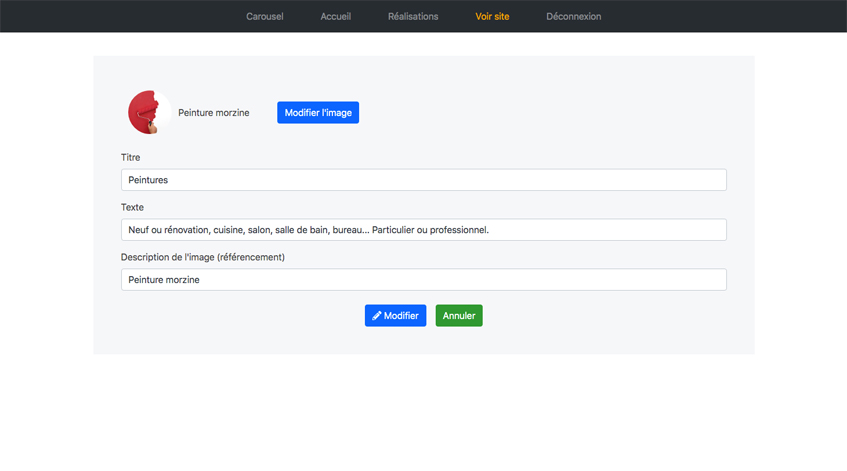 Carousel Accueil Réalisations Voir site Déconnexion
Peinture morzine Modifier l'image
Titre
Peintures
Texte
Neuf ou rénovation, cuisine, salon, salle de bain, bureau... Particulier ou professionnel.
Description de l'image (référencement)
Peinture morzine
Modifier Annuler